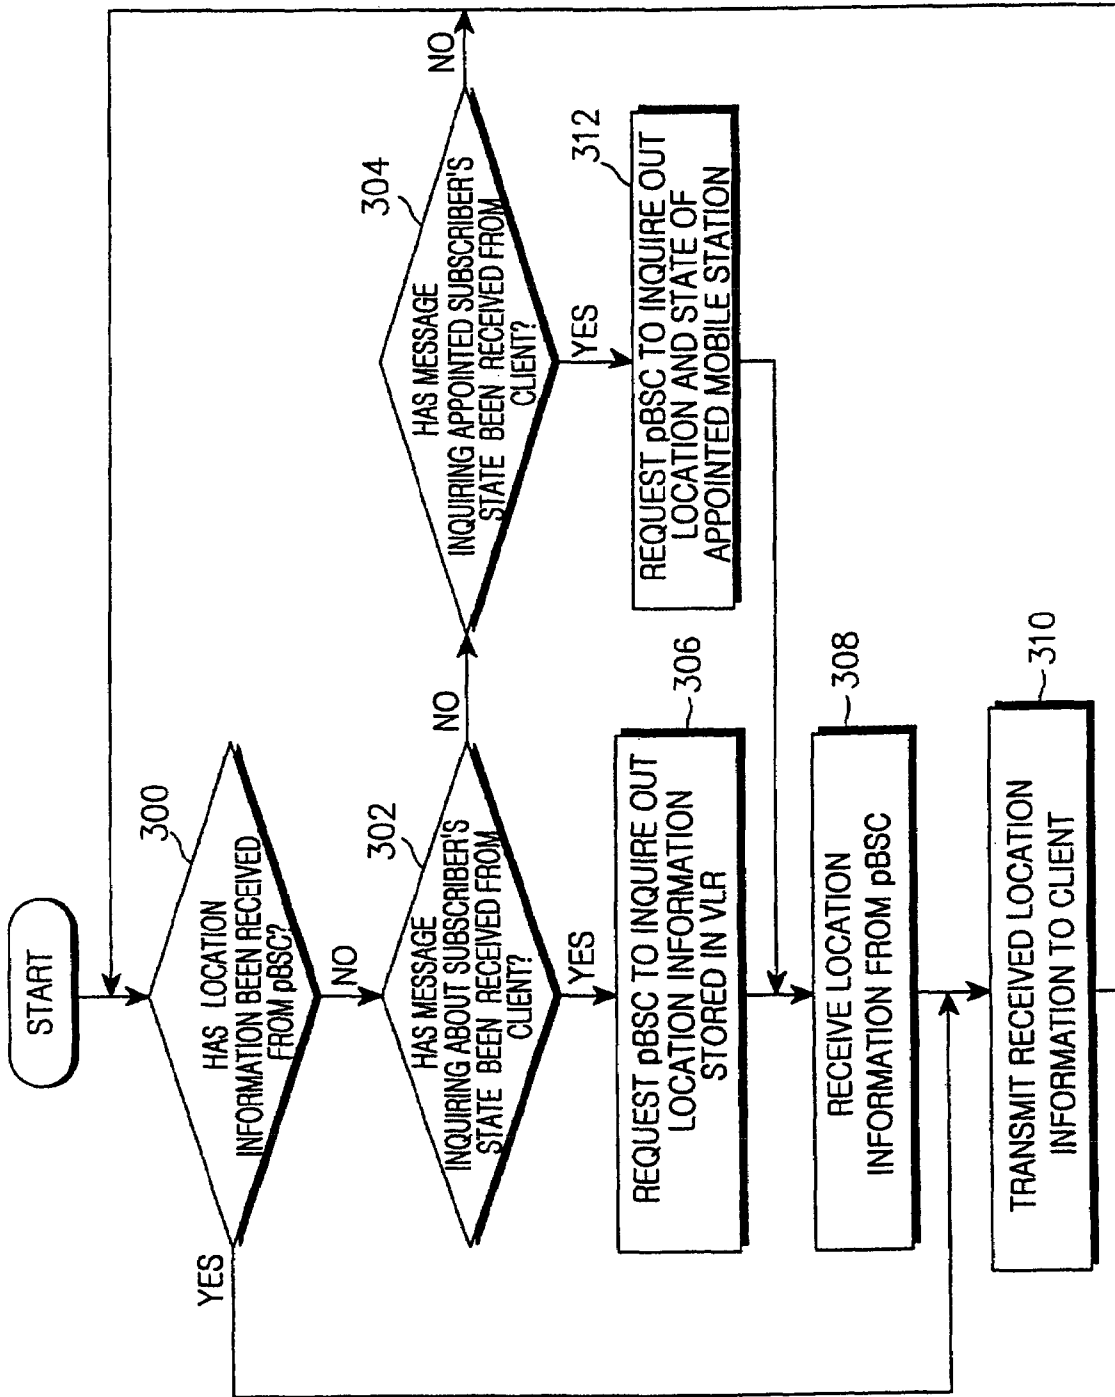 START
300
HAS LOCATION
INFORMATION BEEN RECEIVED
FROM pBSC?
YES
NO
302
HAS MESSAGE
INQUIRING ABOUT SUBSCRIBER'S
STATE BEEN RECEIVED FROM
CLIENT?
NO
YES
304
HAS MESSAGE
INQUIRING APPOINTED SUBSCRIBER'S
STATE BEEN RECEIVED FROM
CLIENT?
NO
YES
306
REQUEST pBSC TO INQUIRE OUT
LOCATION INFORMATION
STORED IN VLR
312
REQUEST pBSC TO INQUIRE OUT
LOCATION AND STATE OF
APPOINTED MOBILE STATION
308
RECEIVE LOCATION
INFORMATION FROM pBSC
310
TRANSMIT RECEIVED LOCATION
INFORMATION TO CLIENT